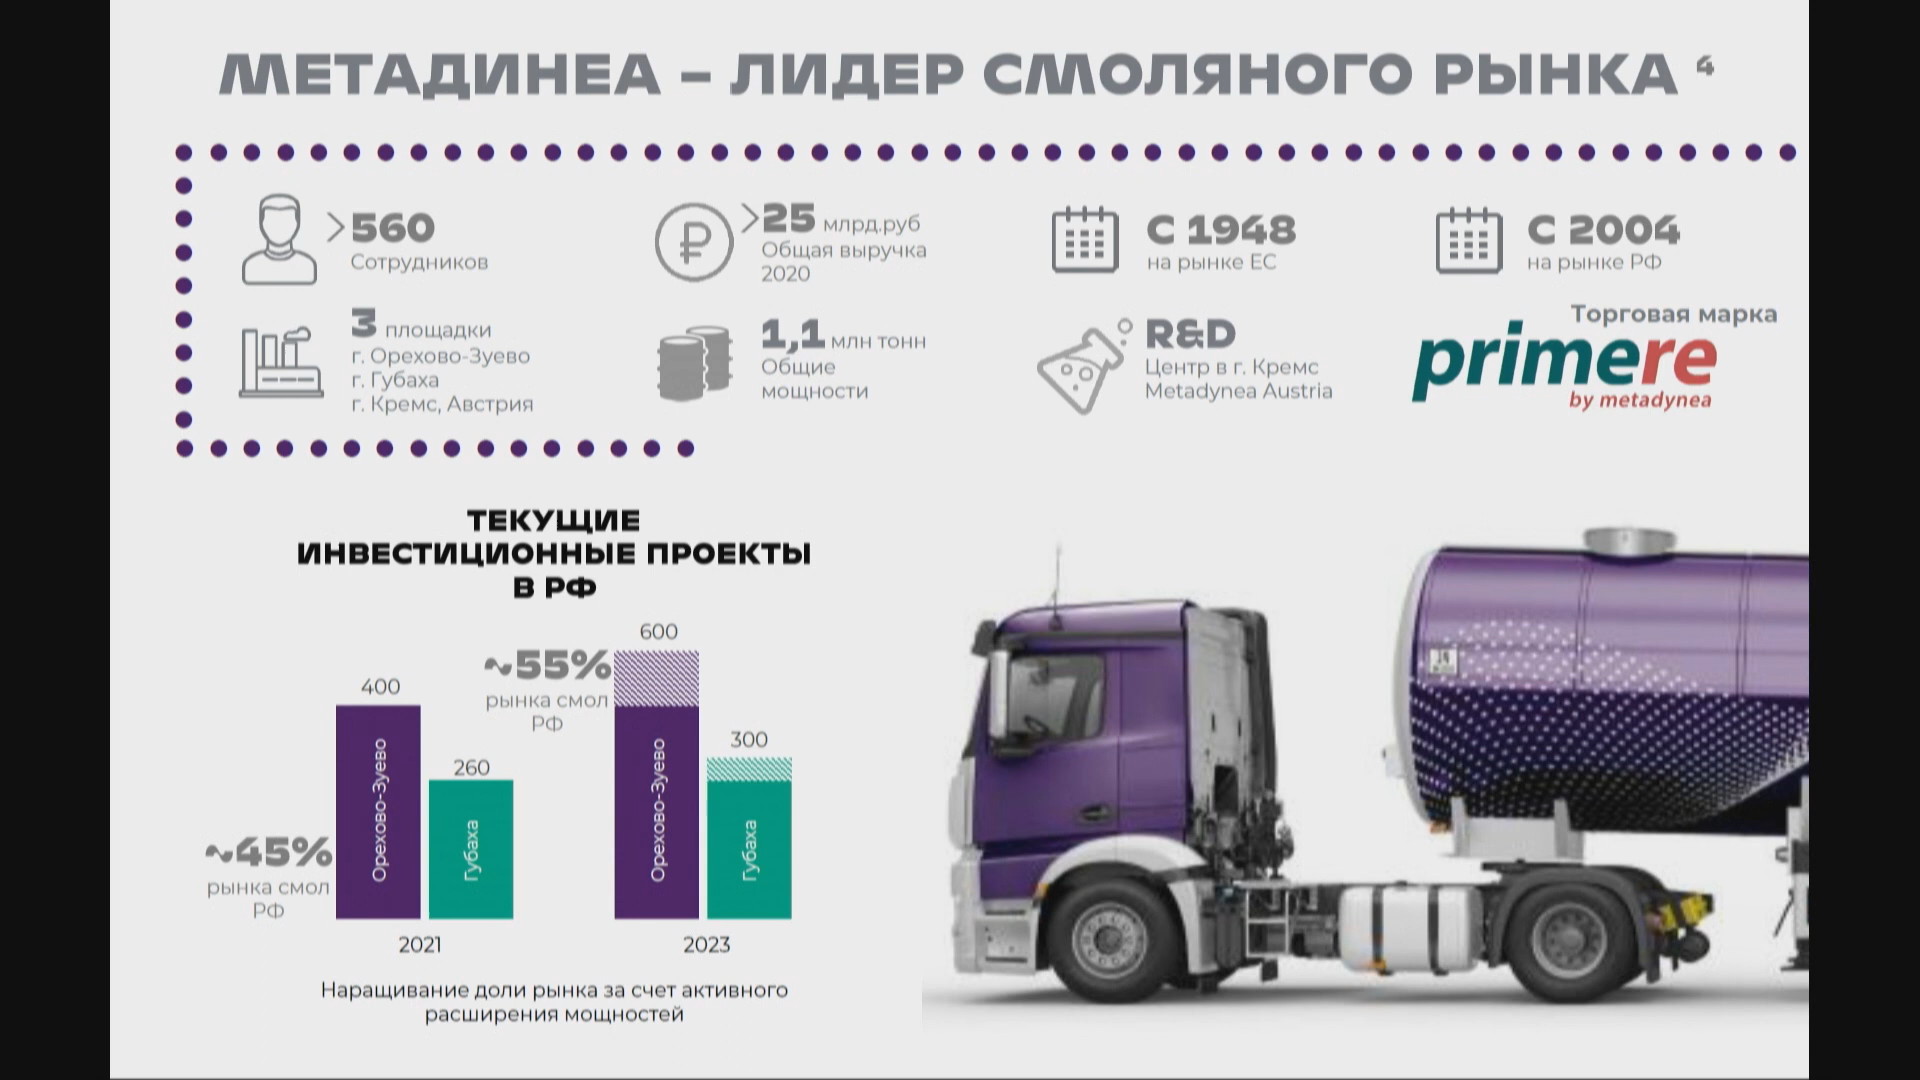 МЕТАДИНЕА – ЛИДЕР СМОЛЯНОГО РЫНКА 4
>560
Сотрудников
>25 млрд.руб
Общая выручка
2020
С 1948
на рынке ЕС
С 2004
на рынке РФ
3 площадки
г. Орехово-Зуево
г. Губаха
г. Кремс, Австрия
1,1 млн тонн
Общие
мощности
R&D
Центр в г. Кремс
Metadynea Austria
Торговая марка
primere
by metadynea
ТЕКУЩИЕ
ИНВЕСТИЦИОННЫЕ ПРОЕКТЫ
В РФ
~45%
рынка смол
РФ
400
Орехово-Зуево
260
Губаха
2021
~55%
рынка смол
РФ
600
Орехово-Зуево
300
Губаха
2023
Наращивание доли рынка за счет активного
расширения мощностей